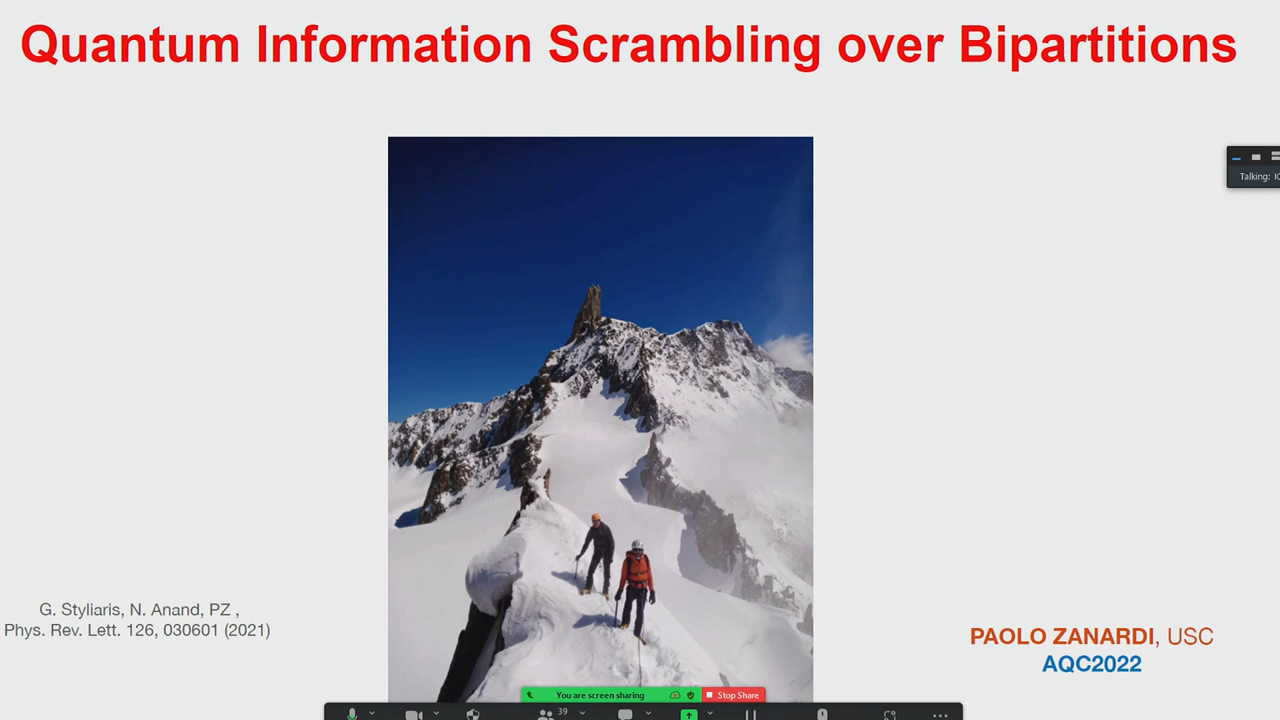 Quantum Information Scrambling over Bipartitions
Talking:
G. Styliaris, N. Anand, PZ ,
Phys. Rev. Lett. 126, 030601 (2021)
PAOLO ZANARDI, USC
AQC2022
You are screen sharing
Stop Share
39